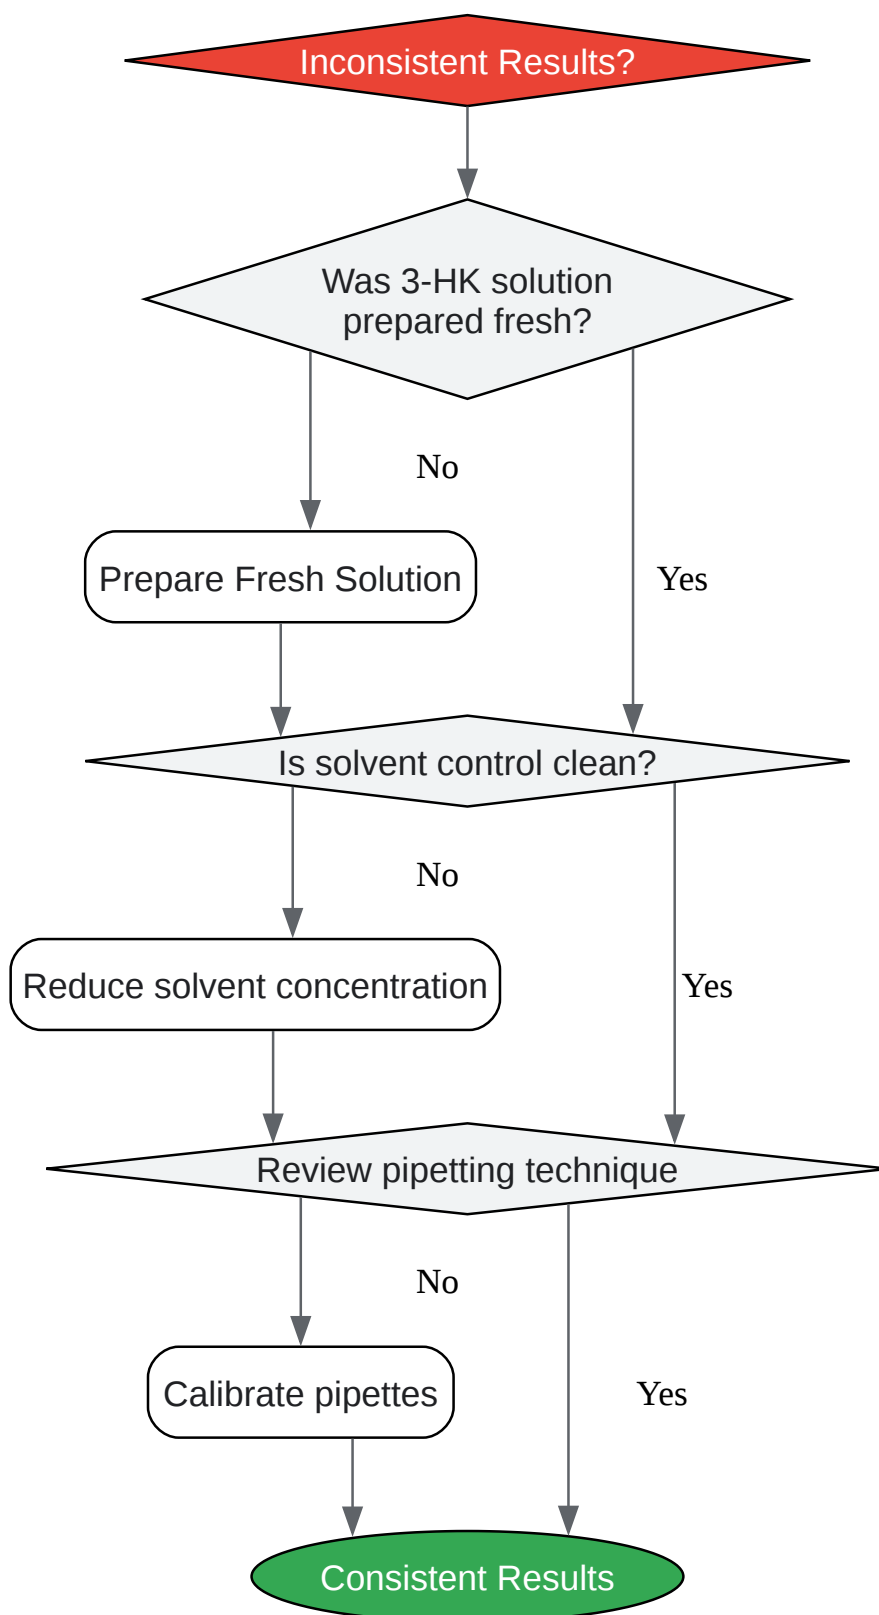 Inconsistent Results?
Was 3-HK solution
prepared fresh?
No
Prepare Fresh Solution
Yes
Is solvent control clean?
No
Reduce solvent concentration
Yes
Review pipetting technique
No
Calibrate pipettes
Yes
Consistent Results